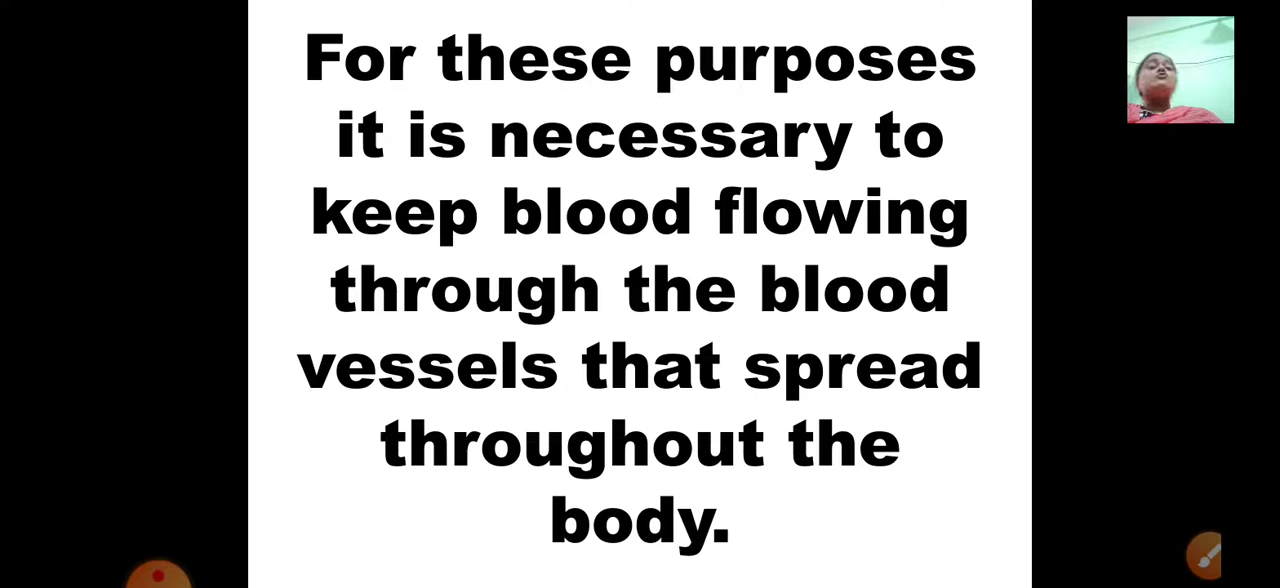 For these purposes
it is necessary to
keep blood flowing
through the blood
vessels that spread
throughout the
body.